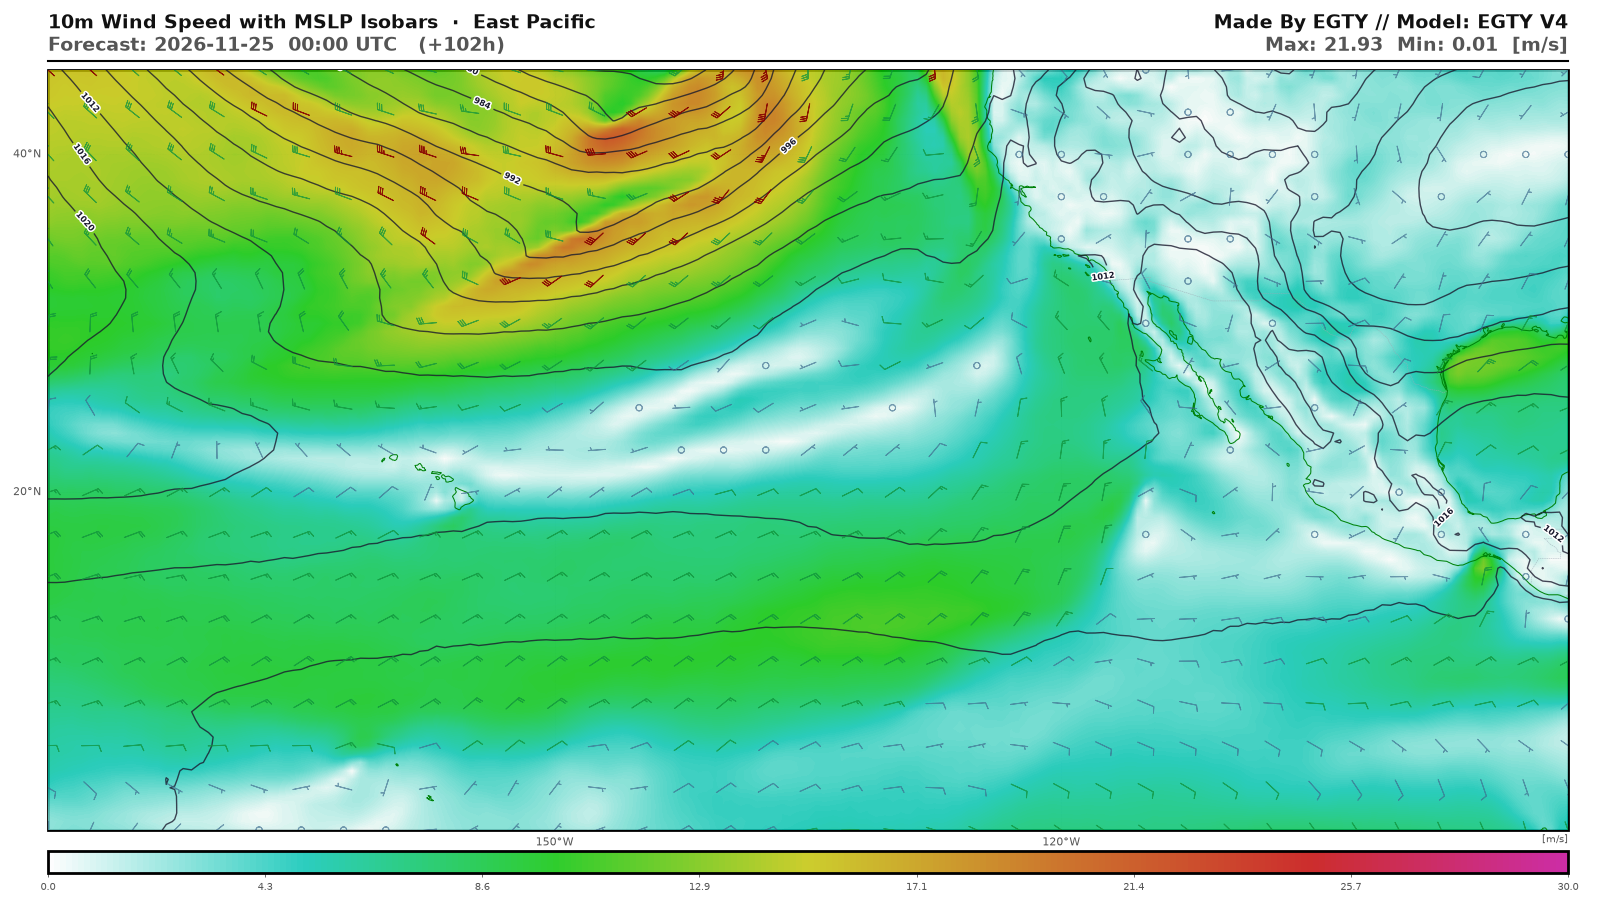 10m Wind Speed with MSLP Isobars · East Pacific
Made By EGTY // Model: EGTY V4
Forecast: 2026-11-25 00:00 UTC (+102h)
Max: 21.93 Min: 0.01 [m/s]
984
1012
996
40°N
1016
992
1020
1012
20°N
1016
1012
150°W
120°W
[m/s]
0.0
4.3
8.6
12.9
17.1
21.4
25.7
30.0